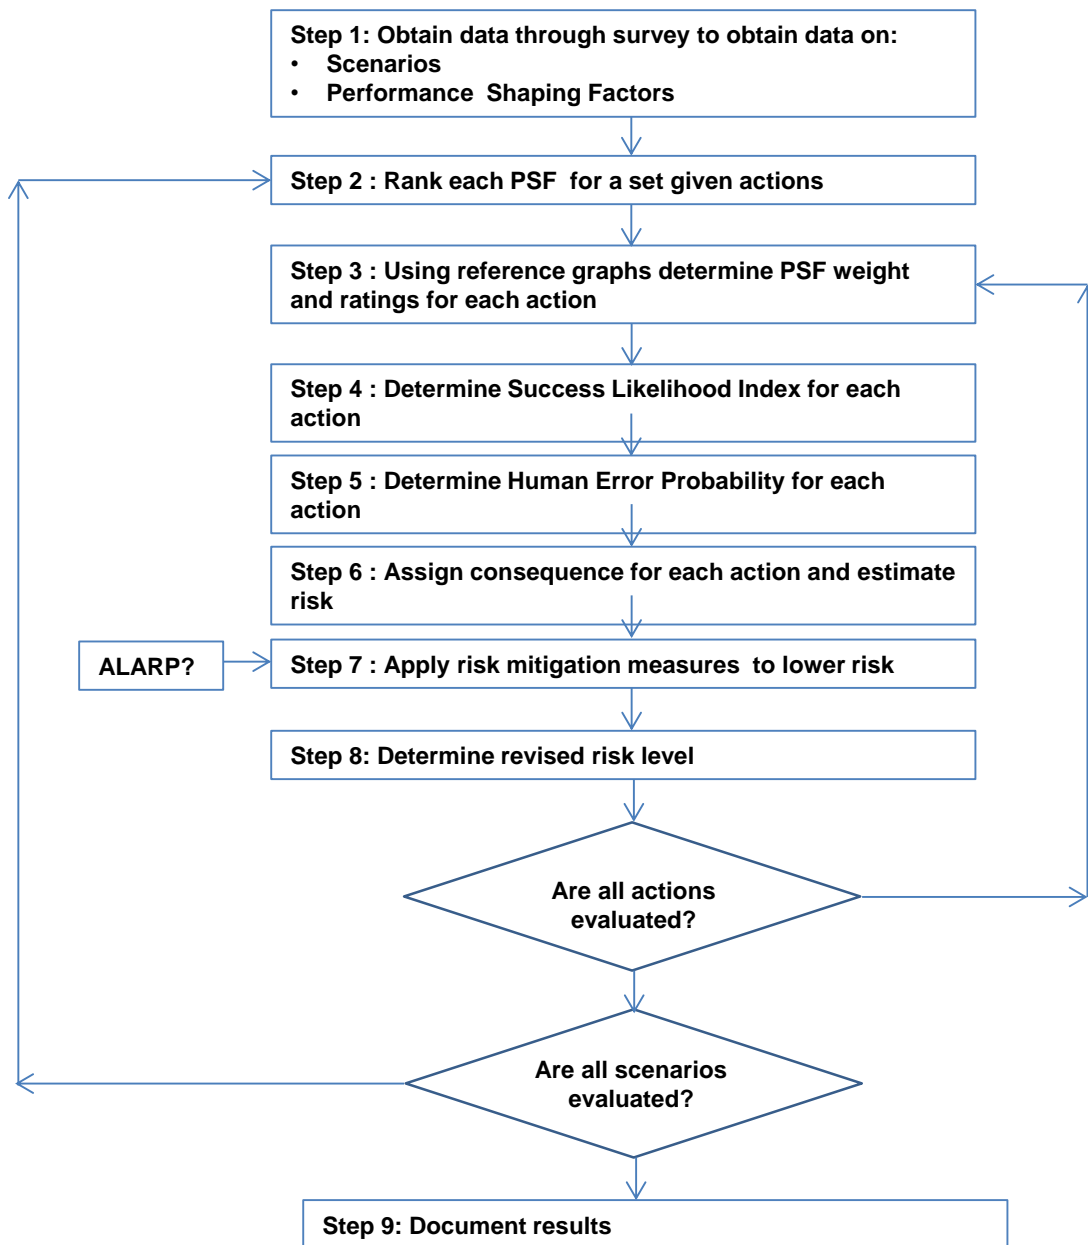 Step 1: Obtain data through survey to obtain data on:
• Scenarios
• Performance Shaping Factors
Step 2 : Rank each PSF for a set given actions
Step 3 : Using reference graphs determine PSF weight
and ratings for each action
Step 4 : Determine Success Likelihood Index for each
action
Step 5 : Determine Human Error Probability for each
action
Step 6 : Assign consequence for each action and estimate
risk
ALARP?
Step 7 : Apply risk mitigation measures to lower risk
Step 8: Determine revised risk level
Are all actions
evaluated?
Are all scenarios
evaluated?
Step 9: Document results